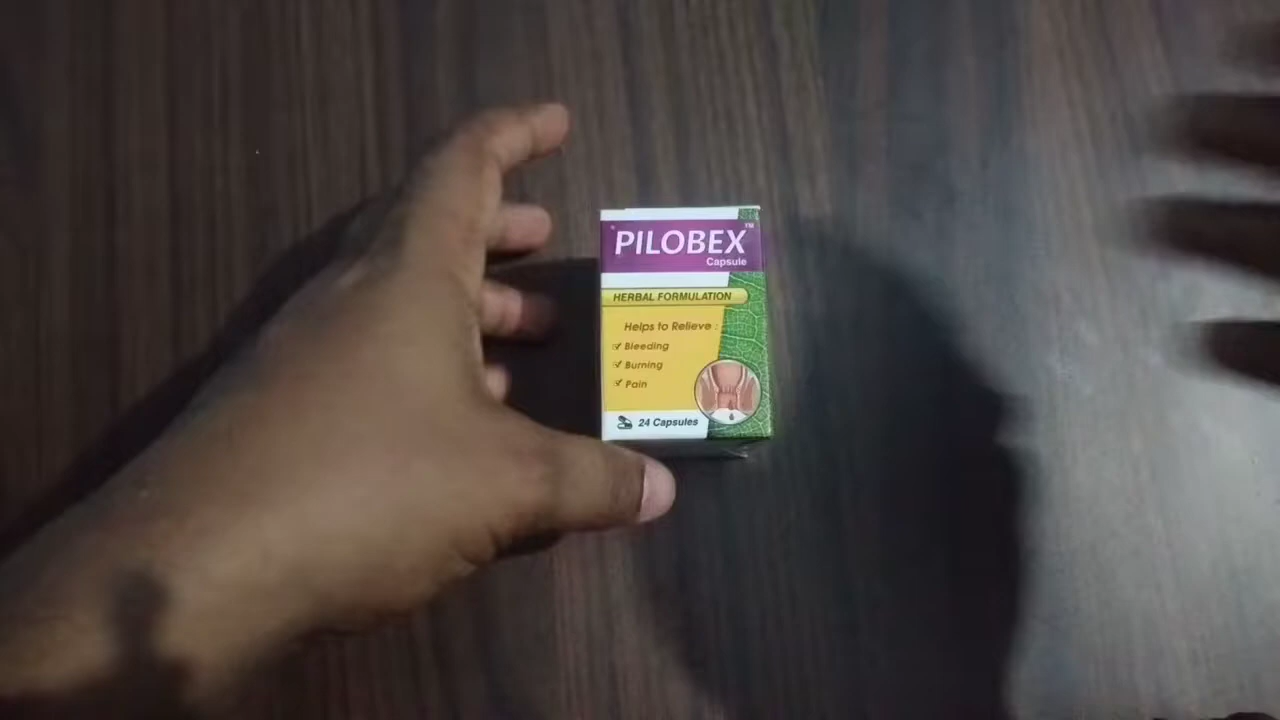 PILOBEX™
Capsule
HERBAL FORMULATION
Helps to Relieve :
Bleeding
Burning
Pain
24 Capsules